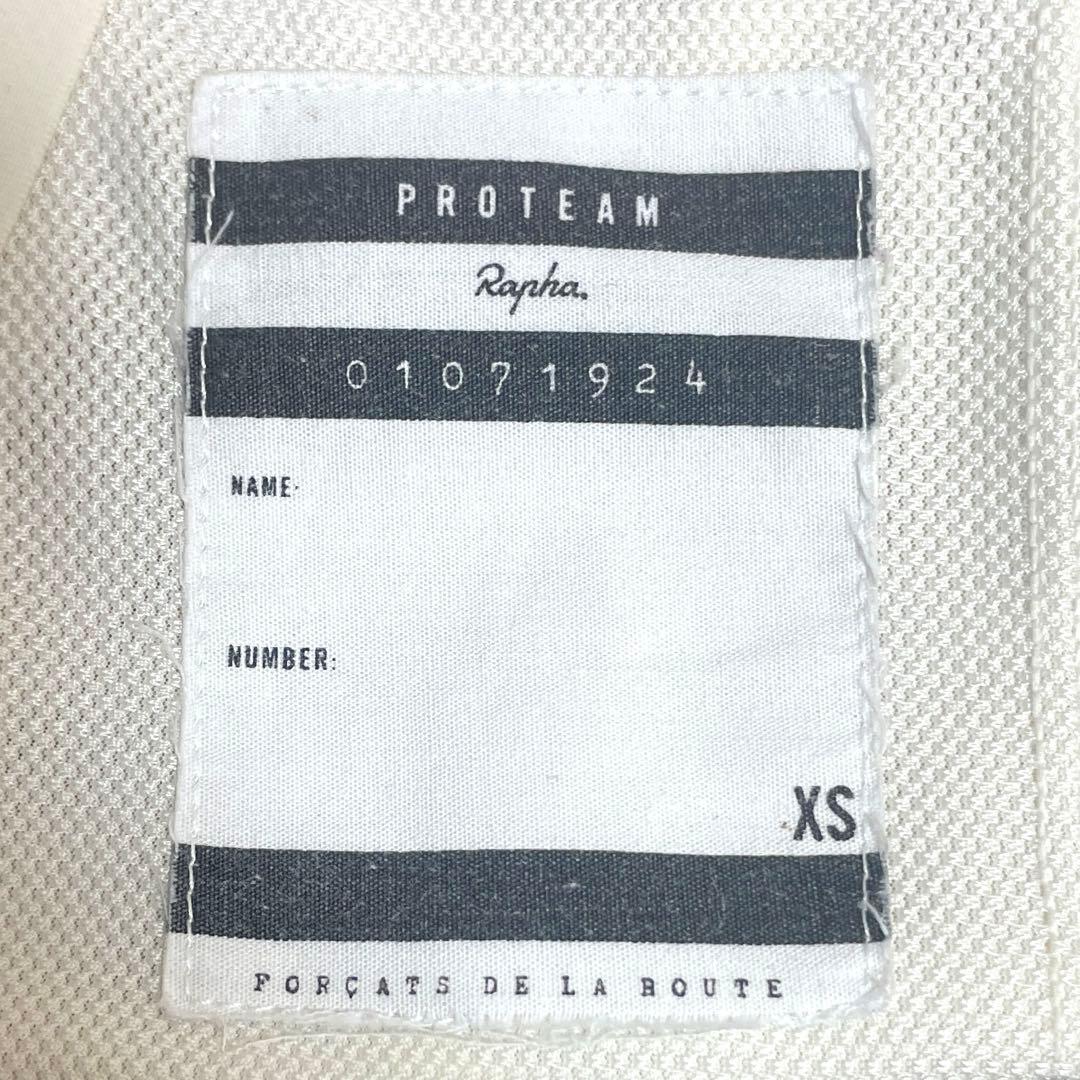 PROTEAM
Rapha.
01071924
NAME:
NUMBER:
XS
FORÇATS DE LA ROUTE